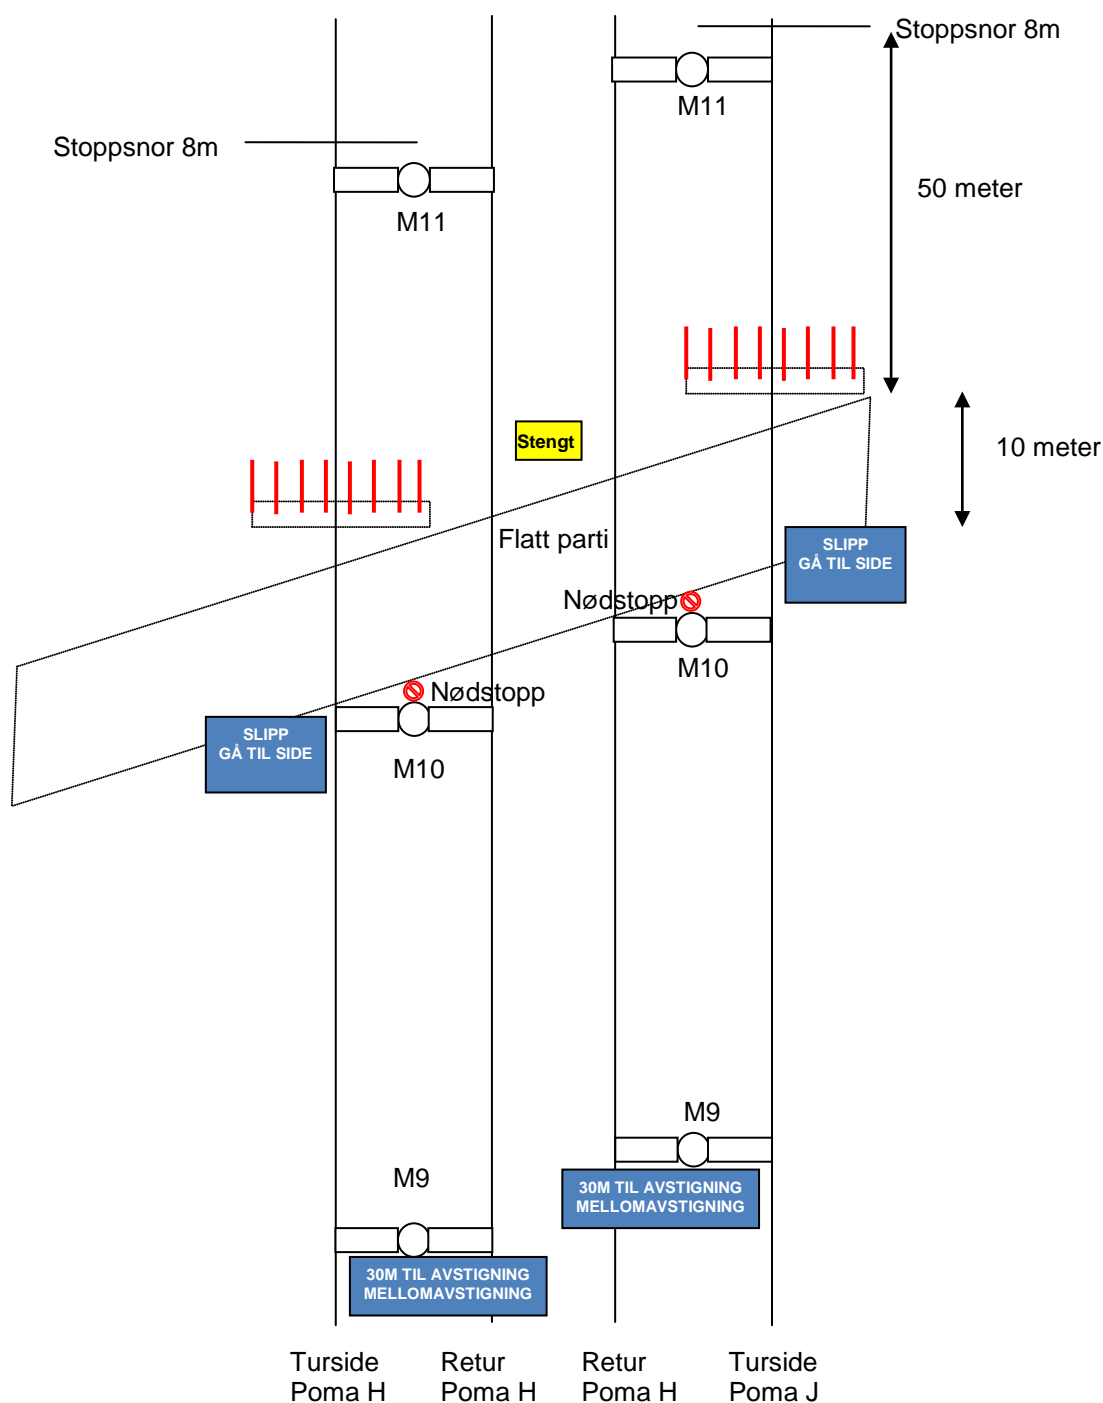 Stoppsnor 8m
M11
Stoppsnor 8m
50 meter
M11
Stengt
10 meter
Flatt parti
SLIPP
GÅ TIL SIDE
Nødstopp
M10
Nødstopp
SLIPP
GÅ TIL SIDE
M10
M9
30M TIL AVSTIGNING
MELLOMAVSTIGNING
M9
30M TIL AVSTIGNING
MELLOMAVSTIGNING
Turside
Poma H
Retur
Poma H
Retur
Poma H
Turside
Poma J